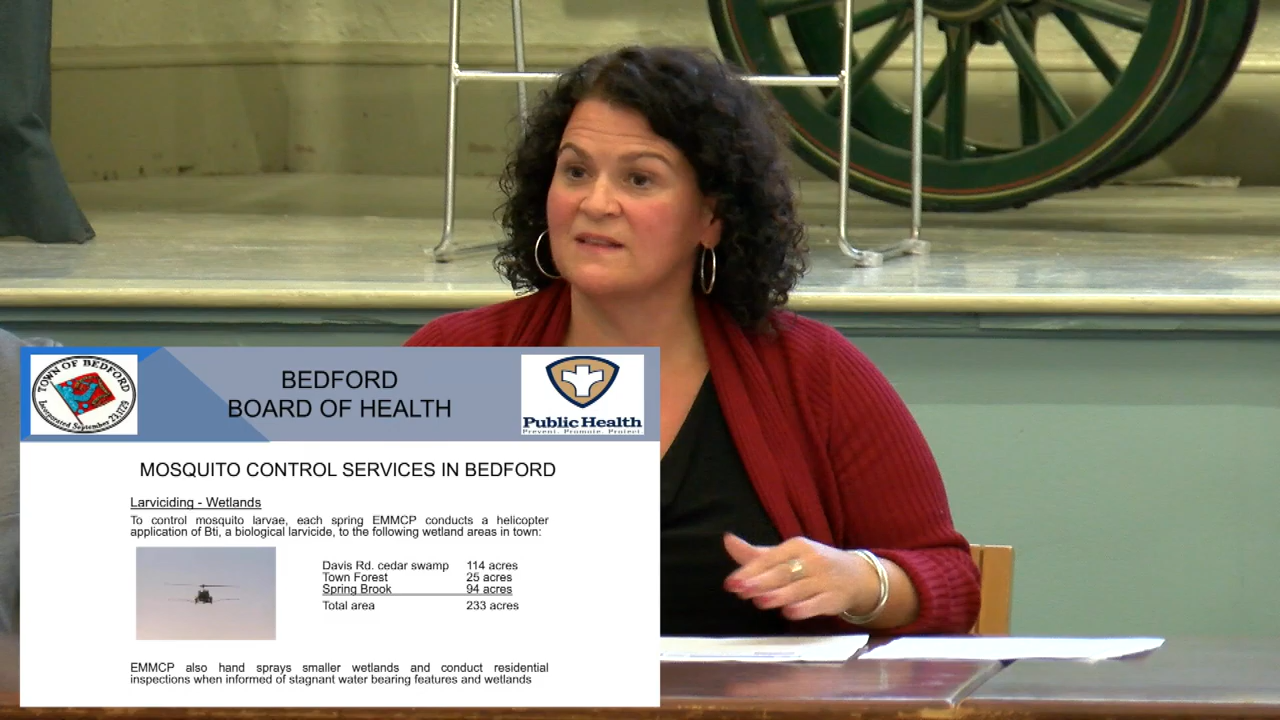 TOWN OF BEDFORD
Incorporated September 23, 1729
BEDFORD
BOARD OF HEALTH
Public Health
Prevent. Promote. Protect.
MOSQUITO CONTROL SERVICES IN BEDFORD
Larviciding - Wetlands
To control mosquito larvae, each spring EMMCP conducts a helicopter
application of Bti, a biological larvicide, to the following wetland areas in town:
Davis Rd. cedar swamp 114 acres
Town Forest 25 acres
Spring Brook 94 acres
Total area 233 acres
EMMCP also hand sprays smaller wetlands and conduct residential
inspections when informed of stagnant water bearing features and wetlands